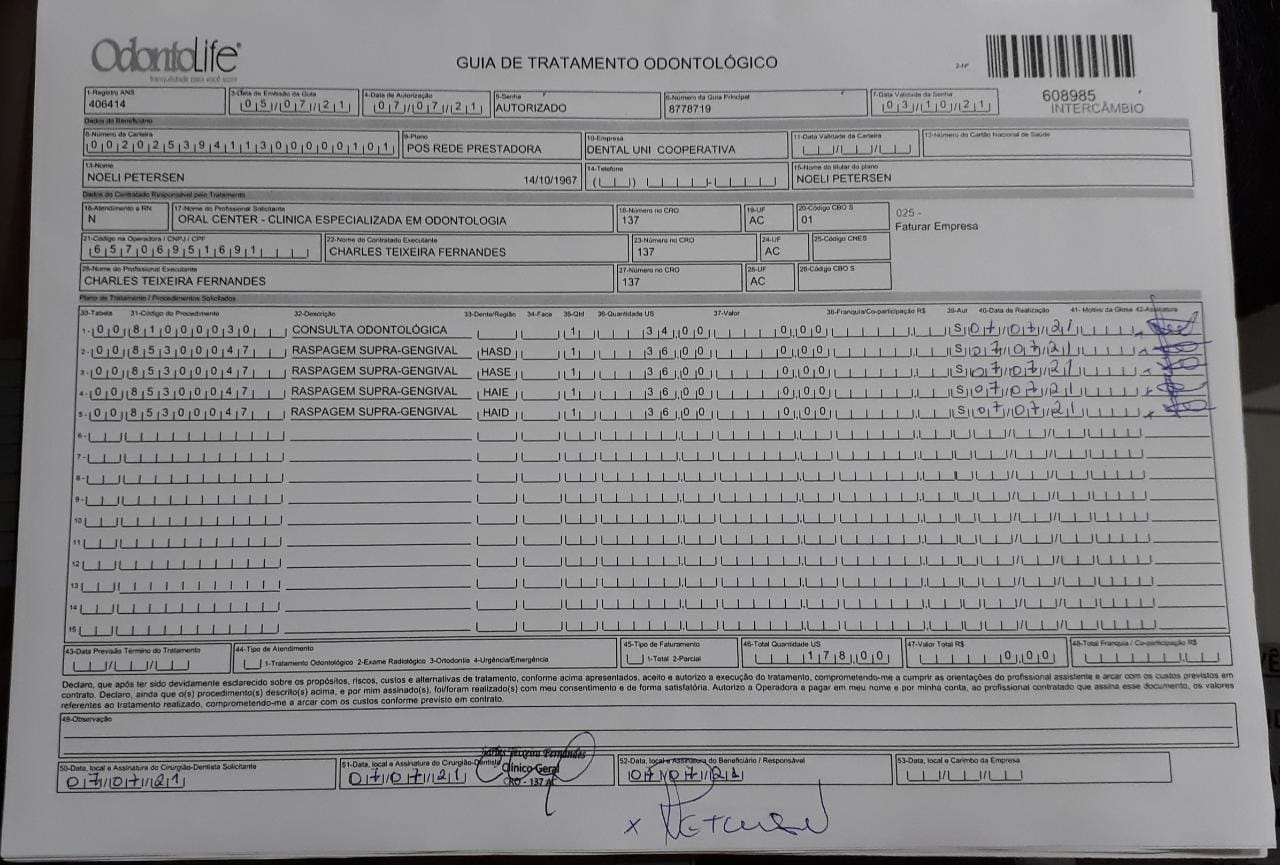 OdontoLife
tranquilidade para você sorrir
GUIA DE TRATAMENTO ODONTOLÓGICO
2-Nº
608985
INTERCÂMBIO
1-Registro ANS 3-Data de Emissão da Guia 4-Data de Autorização 5-Senha 6-Número da Guia Principal 7-Data Validade da Senha
406414 05/07/21 07/07/21 AUTORIZADO 8778719 03/10/21
Dados do Beneficiário
8-Número da Carteira 9-Plano 10-Empresa 11-Data Validade da Carteira 12-Número do Cartão Nacional de Saúde
00202539411300000101 POS REDE PRESTADORA DENTAL UNI COOPERATIVA
13-Nome 14-Telefone 15-Nome do titular do plano
NOELI PETERSEN 14/10/1967 NOELI PETERSEN
Dados do Contratado Responsável pelo Tratamento
16-Atendimento a RN 17-Nome do Profissional Solicitante 18-Número no CRO 19-UF 20-Código CBO S
N ORAL CENTER - CLINICA ESPECIALIZADA EM ODONTOLOGIA 137 AC 01
025 -
Faturar Empresa
21-Código na Operadora / CNPJ / CPF 22-Nome do Contratado Executante 23-Número no CRO 24-UF 25-Código CNES
65706951691 CHARLES TEIXEIRA FERNANDES 137 AC
26-Nome do Profissional Executante 27-Número no CRO 28-UF 29-Código CBO S
CHARLES TEIXEIRA FERNANDES 137 AC
Plano de Tratamento / Procedimentos Solicitados
30-Tabela 31-Código do Procedimento 32-Descrição 33-Dente/Região 34-Face 35-Qtd 36-Quantidade US 37-Valor 38-Franquia/Co-participação R$ 39-Aut 40-Data de Realização 41- Motivo da Glosa 42-Assinatura
1- 00 81000030 CONSULTA ODONTOLÓGICA 1 34,00 0,00 S 07/07/21
2- 00 85300047 RASPAGEM SUPRA-GENGIVAL HASD 1 36,00 0,00 S 07/07/21
3- 00 85300047 RASPAGEM SUPRA-GENGIVAL HASE 1 36,00 0,00 S 07/07/21
4- 00 85300047 RASPAGEM SUPRA-GENGIVAL HAIE 1 36,00 0,00 S 07/07/21
5- 00 85300047 RASPAGEM SUPRA-GENGIVAL HAID 1 36,00 0,00 S 07/07/21
6-
7-
8-
9-
10
11
12
13
14
15
43-Data Previsão Término do Tratamento 44-Tipo de Atendimento 45-Tipo de Faturamento 46-Total Quantidade US 47-Valor Total R$ 48-Total Franquia / Co-participação R$
1-Tratamento Odontológico 2-Exame Radiológico 3-Ortodontia 4-Urgência/Emergência 1-Total 2-Parcial 178,00 0,00
Declaro, que após ter sido devidamente esclarecido sobre os propósitos, riscos, custos e alternativas de tratamento, conforme acima apresentados, aceito e autorizo a execução do tratamento, comprometendo-me a cumprir as orientações do profissional assistente e arcar com os custos previstos em
contrato. Declaro, ainda que o(s) procedimento(s) descrito(s) acima, e por mim assinado(s), foi/foram realizado(s) com meu consentimento e de forma satisfatória. Autorizo a Operadora a pagar em meu nome e por minha conta, ao profissional contratado que assina esse documento, os valores
referentes ao tratamento realizado, comprometendo-me a arcar com os custos conforme previsto em contrato.
49-Observação
50-Data, local e Assinatura do Cirurgião-Dentista Solicitante 51-Data, local e Assinatura do Cirurgião-Dentista 52-Data, local e Assinatura do Beneficiário / Responsável 53-Data, local e Carimbo da Empresa
07/07/21 07/07/21 07/07/21
Charles Teixeira Fernandes
Clínico Geral
CRO - 137 AC
x Petersen